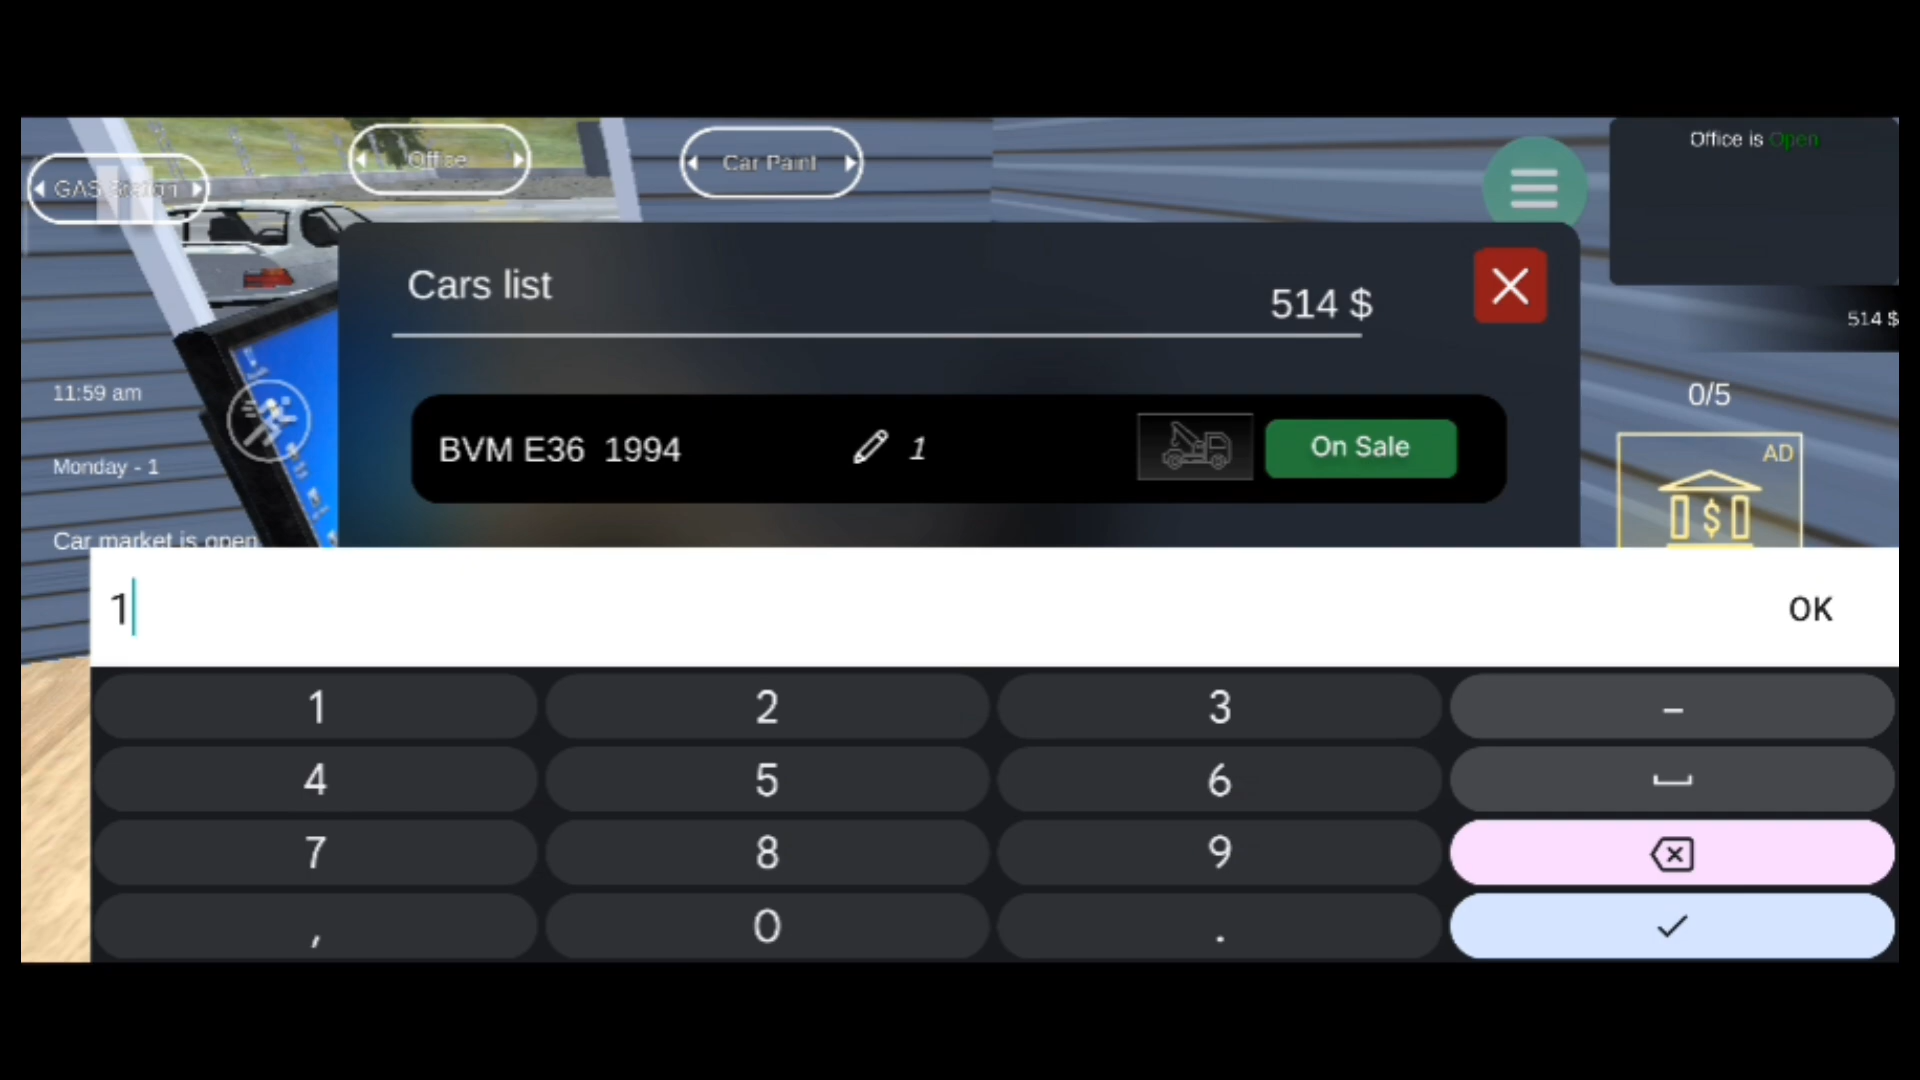 GAS Station
Office
Car Paint
Office is Open
Cars list
514 $
514 $
11:59 am
0/5
BVM E36 1994
1
On Sale
AD
$
Monday - 1
Car market is open
1
OK
1
2
3
–
4
5
6
7
8
9
,
0
.